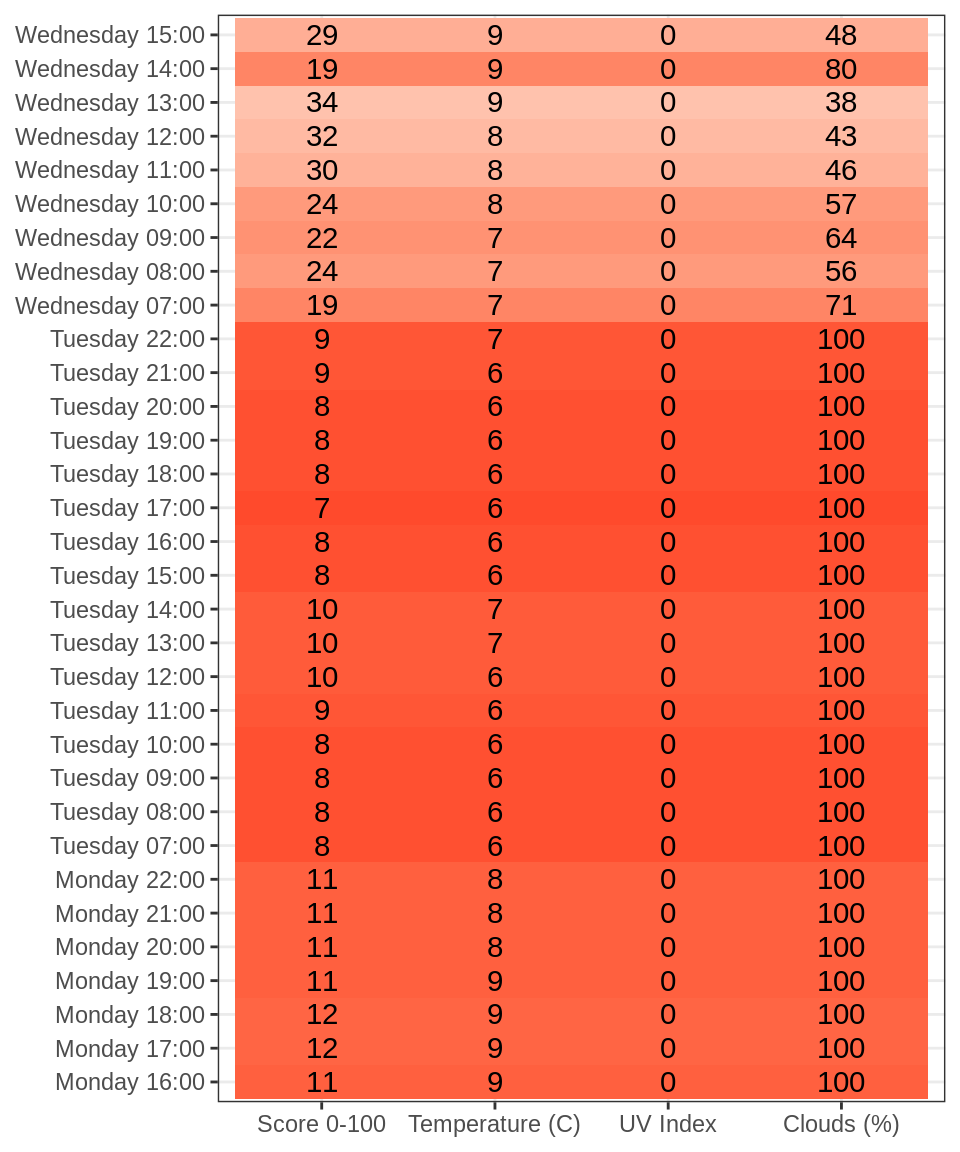 Wednesday 15:00 29 9 0 48
Wednesday 14:00 19 9 0 80
Wednesday 13:00 34 9 0 38
Wednesday 12:00 32 8 0 43
Wednesday 11:00 30 8 0 46
Wednesday 10:00 24 8 0 57
Wednesday 09:00 22 7 0 64
Wednesday 08:00 24 7 0 56
Wednesday 07:00 19 7 0 71
Tuesday 22:00 9 7 0 100
Tuesday 21:00 9 6 0 100
Tuesday 20:00 8 6 0 100
Tuesday 19:00 8 6 0 100
Tuesday 18:00 8 6 0 100
Tuesday 17:00 7 6 0 100
Tuesday 16:00 8 6 0 100
Tuesday 15:00 8 6 0 100
Tuesday 14:00 10 7 0 100
Tuesday 13:00 10 7 0 100
Tuesday 12:00 10 6 0 100
Tuesday 11:00 9 6 0 100
Tuesday 10:00 8 6 0 100
Tuesday 09:00 8 6 0 100
Tuesday 08:00 8 6 0 100
Tuesday 07:00 8 6 0 100
Monday 22:00 11 8 0 100
Monday 21:00 11 8 0 100
Monday 20:00 11 8 0 100
Monday 19:00 11 9 0 100
Monday 18:00 12 9 0 100
Monday 17:00 12 9 0 100
Monday 16:00 11 9 0 100
Score 0-100 Temperature (C) UV Index Clouds (%)